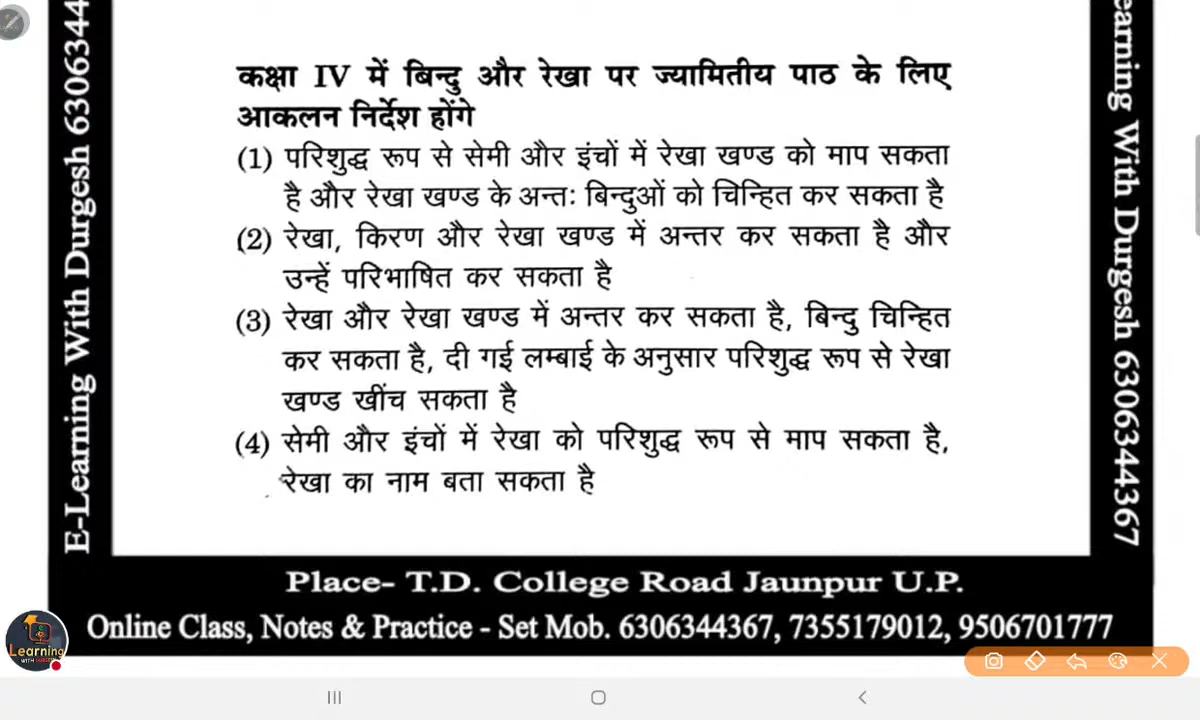 कक्षा IV में बिन्दु और रेखा पर ज्यामितीय पाठ के लिए
आकलन निर्देश होंगे
(1) परिशुद्ध रूप से सेमी और इंचों में रेखा खण्ड को माप सकता
है और रेखा खण्ड के अन्तः बिन्दुओं को चिन्हित कर सकता है
(2) रेखा, किरण और रेखा खण्ड में अन्तर कर सकता है और
उन्हें परिभाषित कर सकता है
(3) रेखा और रेखा खण्ड में अन्तर कर सकता है, बिन्दु चिन्हित
कर सकता है, दी गई लम्बाई के अनुसार परिशुद्ध रूप से रेखा
खण्ड खींच सकता है
(4) सेमी और इंचों में रेखा को परिशुद्ध रूप से माप सकता है,
रेखा का नाम बता सकता है
E-Learning With Durgesh 6306344
earning With Durgesh 6306344367
Place- T.D. College Road Jaunpur U.P.
Online Class, Notes & Practice - Set Mob. 6306344367, 7355179012, 9506701777
Learning
WITH DURGESH